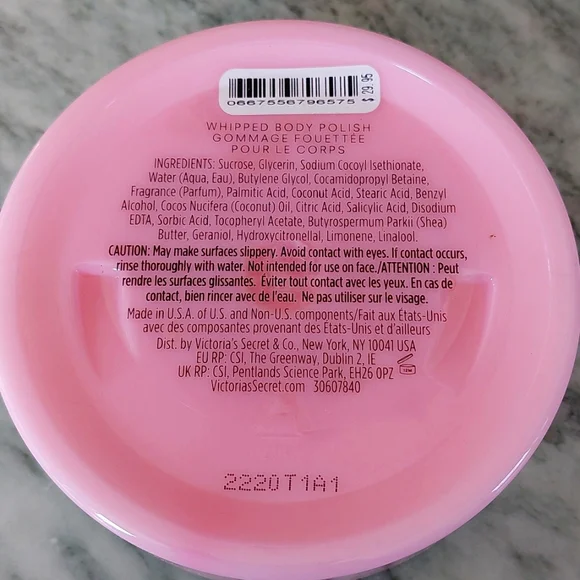 0667556796575
$ 29.95
WHIPPED BODY POLISH
GOMMAGE FOUETTÉE
POUR LE CORPS
INGREDIENTS: Sucrose, Glycerin, Sodium Cocoyl Isethionate,
Water (Aqua, Eau), Butylene Glycol, Cocamidopropyl Betaine,
Fragrance (Parfum), Palmitic Acid, Coconut Acid, Stearic Acid, Benzyl
Alcohol, Cocos Nucifera (Coconut) Oil, Citric Acid, Salicylic Acid, Disodium
EDTA, Sorbic Acid, Tocopheryl Acetate, Butyrospermum Parkii (Shea)
Butter, Geraniol, Hydroxycitronellal, Limonene, Linalool.
CAUTION: May make surfaces slippery. Avoid contact with eyes. If contact occurs,
rinse thoroughly with water. Not intended for use on face./ATTENTION : Peut
rendre les surfaces glissantes. Éviter tout contact avec les yeux. En cas de
contact, bien rincer avec de l'eau. Ne pas utiliser sur le visage.
Made in U.S.A. of U.S. and Non-U.S. components/Fait aux États-Unis
avec des composantes provenant des États-Unis et d'ailleurs
Dist. by Victoria's Secret & Co., New York, NY 10041 USA
EU RP: CSI, The Greenway, Dublin 2, IE
UK RP: CSI, Pentlands Science Park, EH26 0PZ
VictoriasSecret.com 30607840
2220T1A1